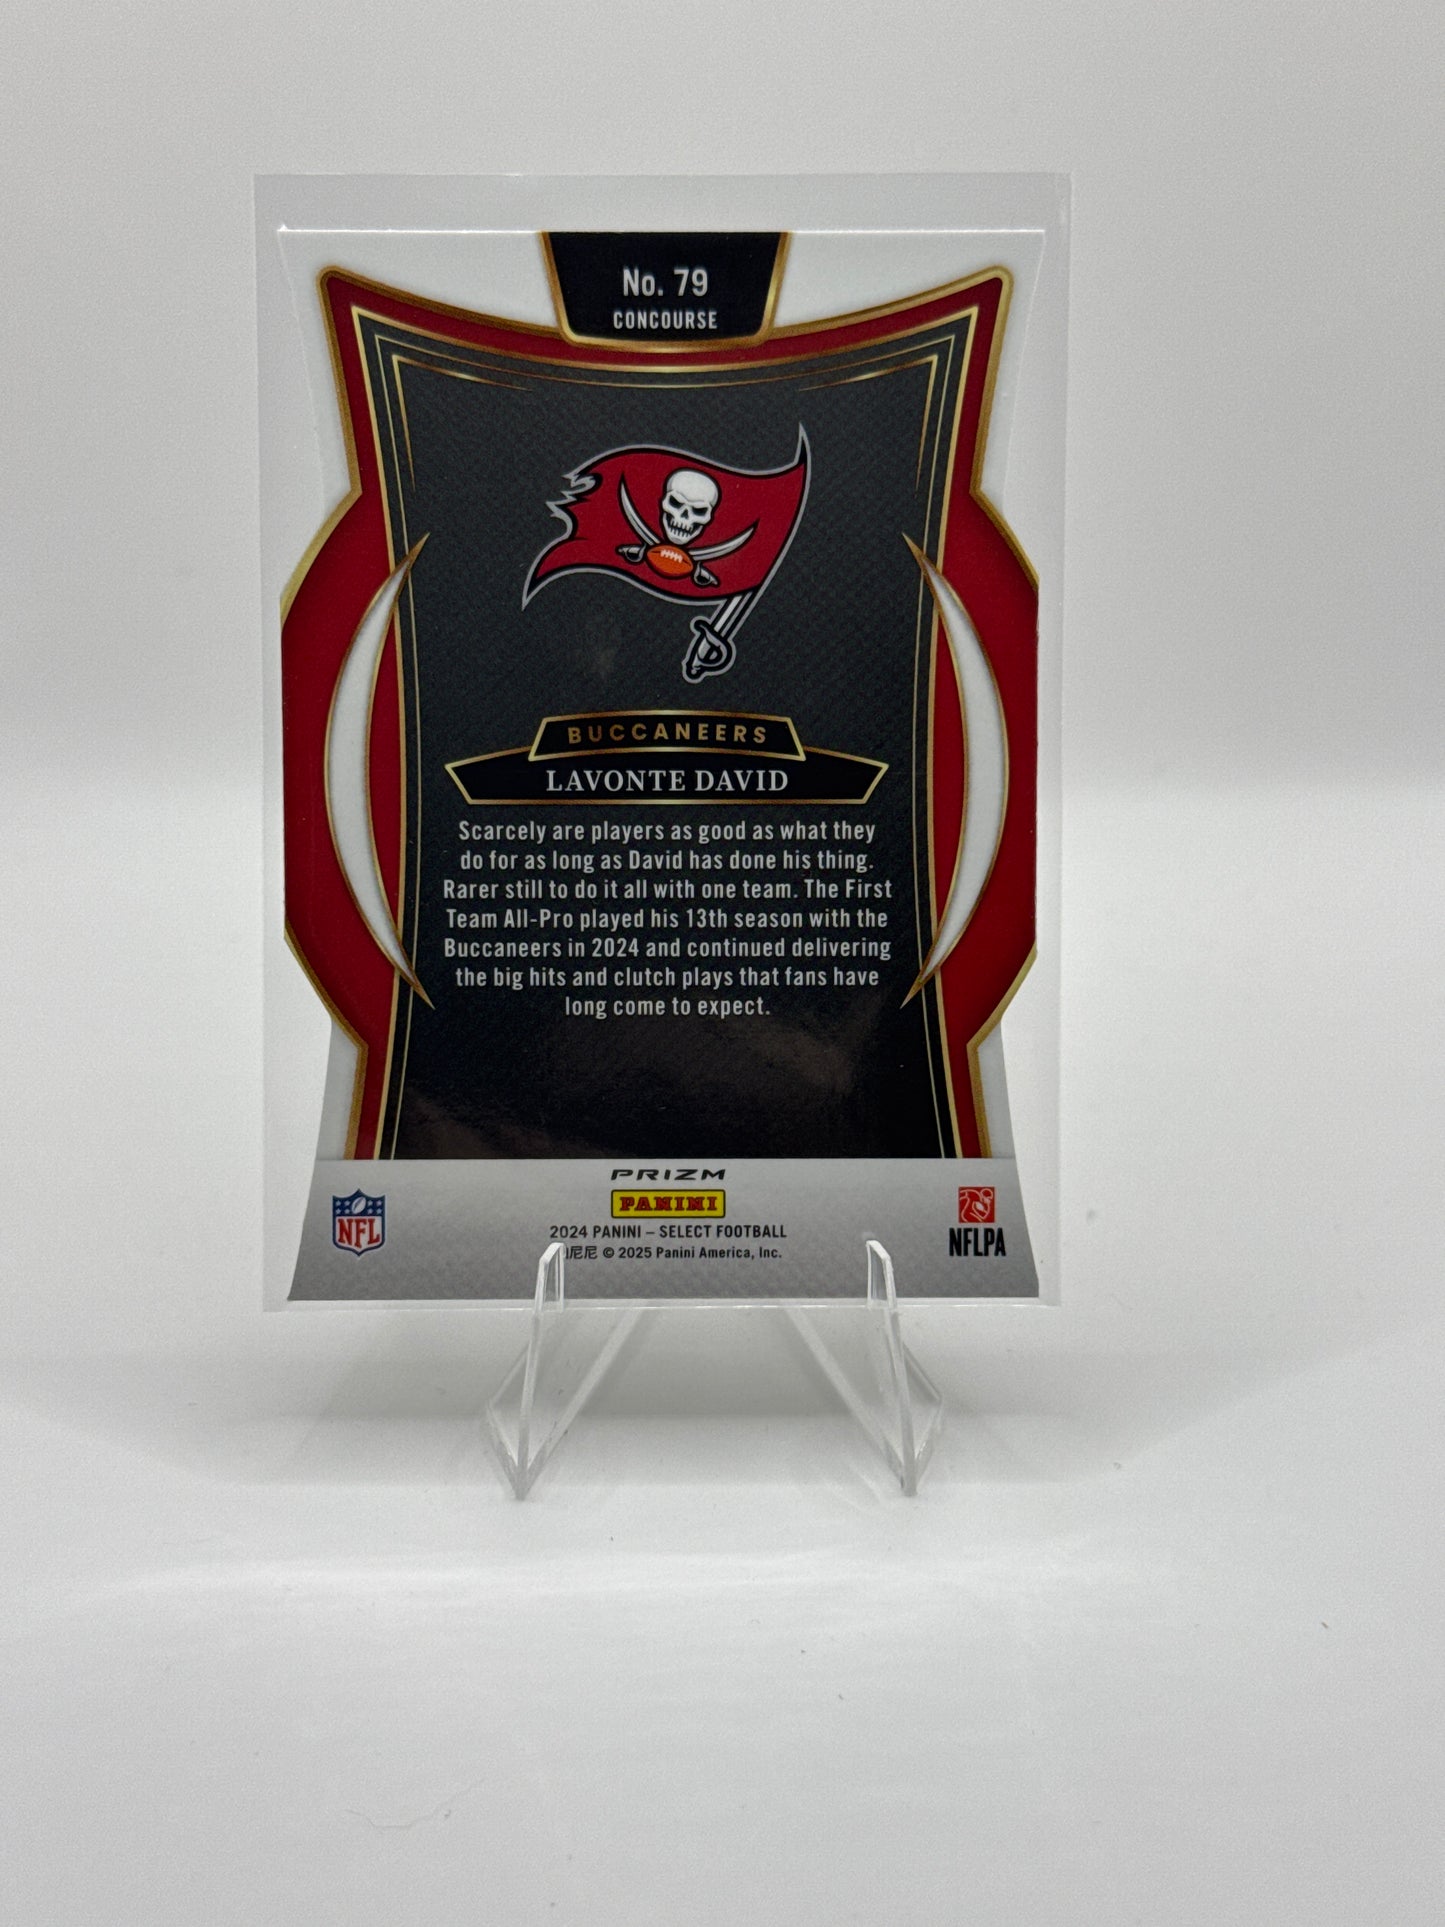 No. 79
CONCOURSE
BUCCANEERS
LAVONTE DAVID
Scarcely are players as good as what they
do for as long as David has done his thing.
Rarer still to do it all with one team. The First
Team All-Pro played his 13th season with the
Buccaneers in 2024 and continued delivering
the big hits and clutch plays that fans have
long come to expect.
PRIZM
PANINI
NFL
2024 PANINI – SELECT FOOTBALL
尼尼 © 2025 Panini America, Inc.
NFLPA